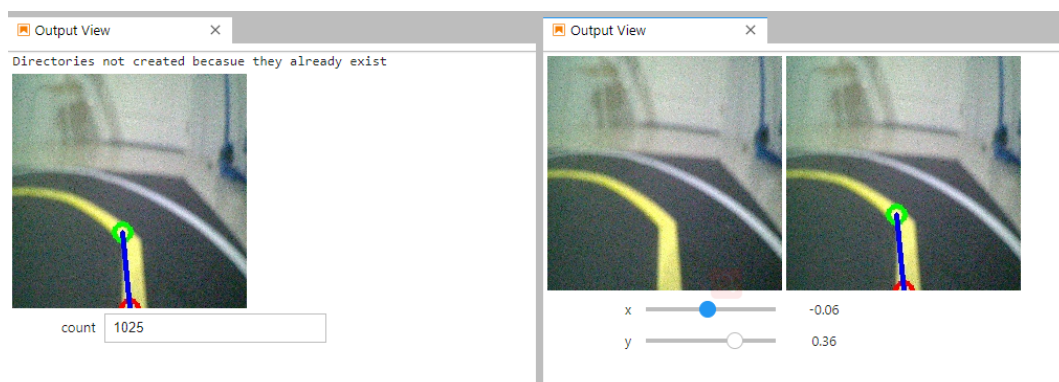 Output View
Directories not created becasue they already exist
count 1025
Output View
x -0.06
y 0.36